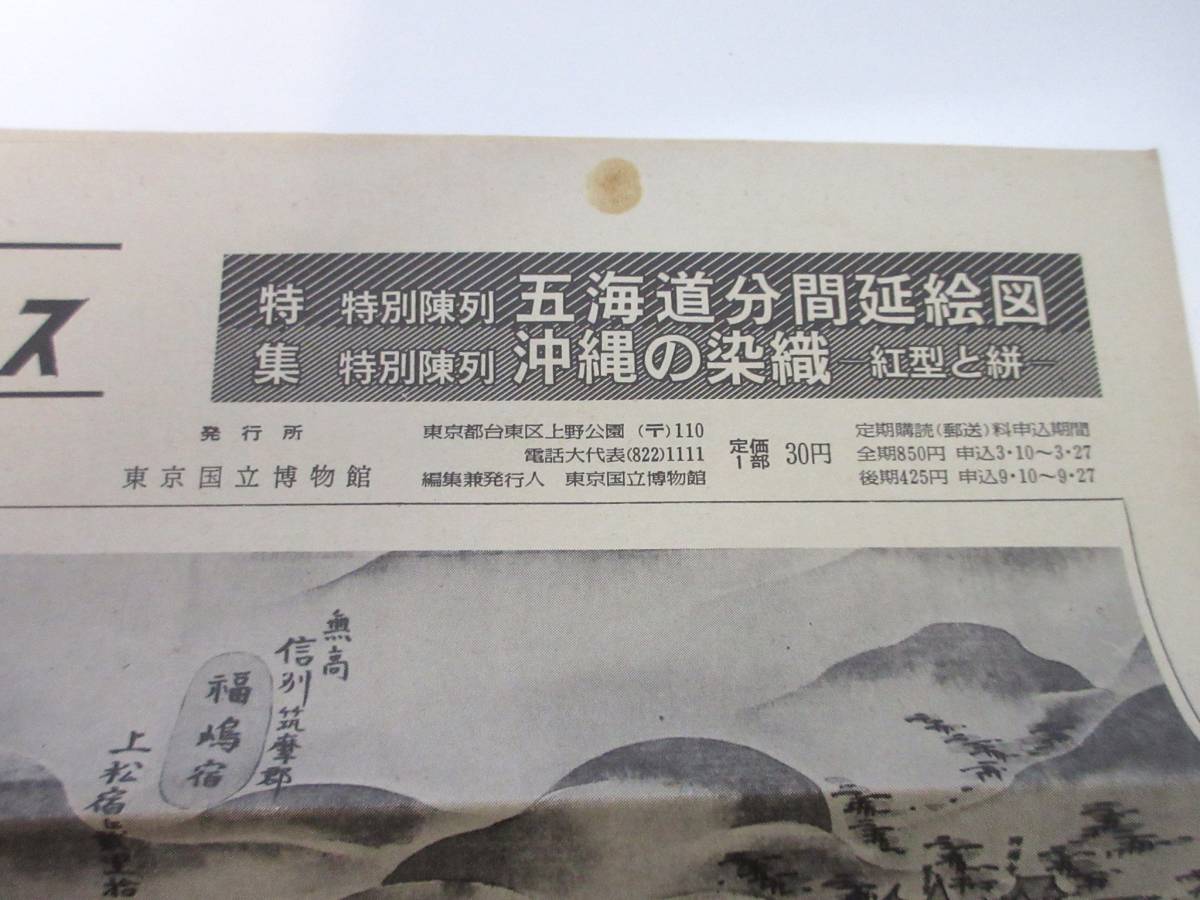 ス
特集
特別陳列 五海道分間延絵図
特別陳列 沖縄の染織 ―紅型と絣―
発行所
東京国立博物館
東京都台東区上野公園 (〒)110
電話大代表(822)1111
編集兼発行人 東京国立博物館
定価
1部
30円
定期購読(郵送)料申込期間
全期850円 申込3・10〜3・27
後期425円 申込9・10〜9・27
無高
信刕 筑摩郡
福嶋宿
上松宿